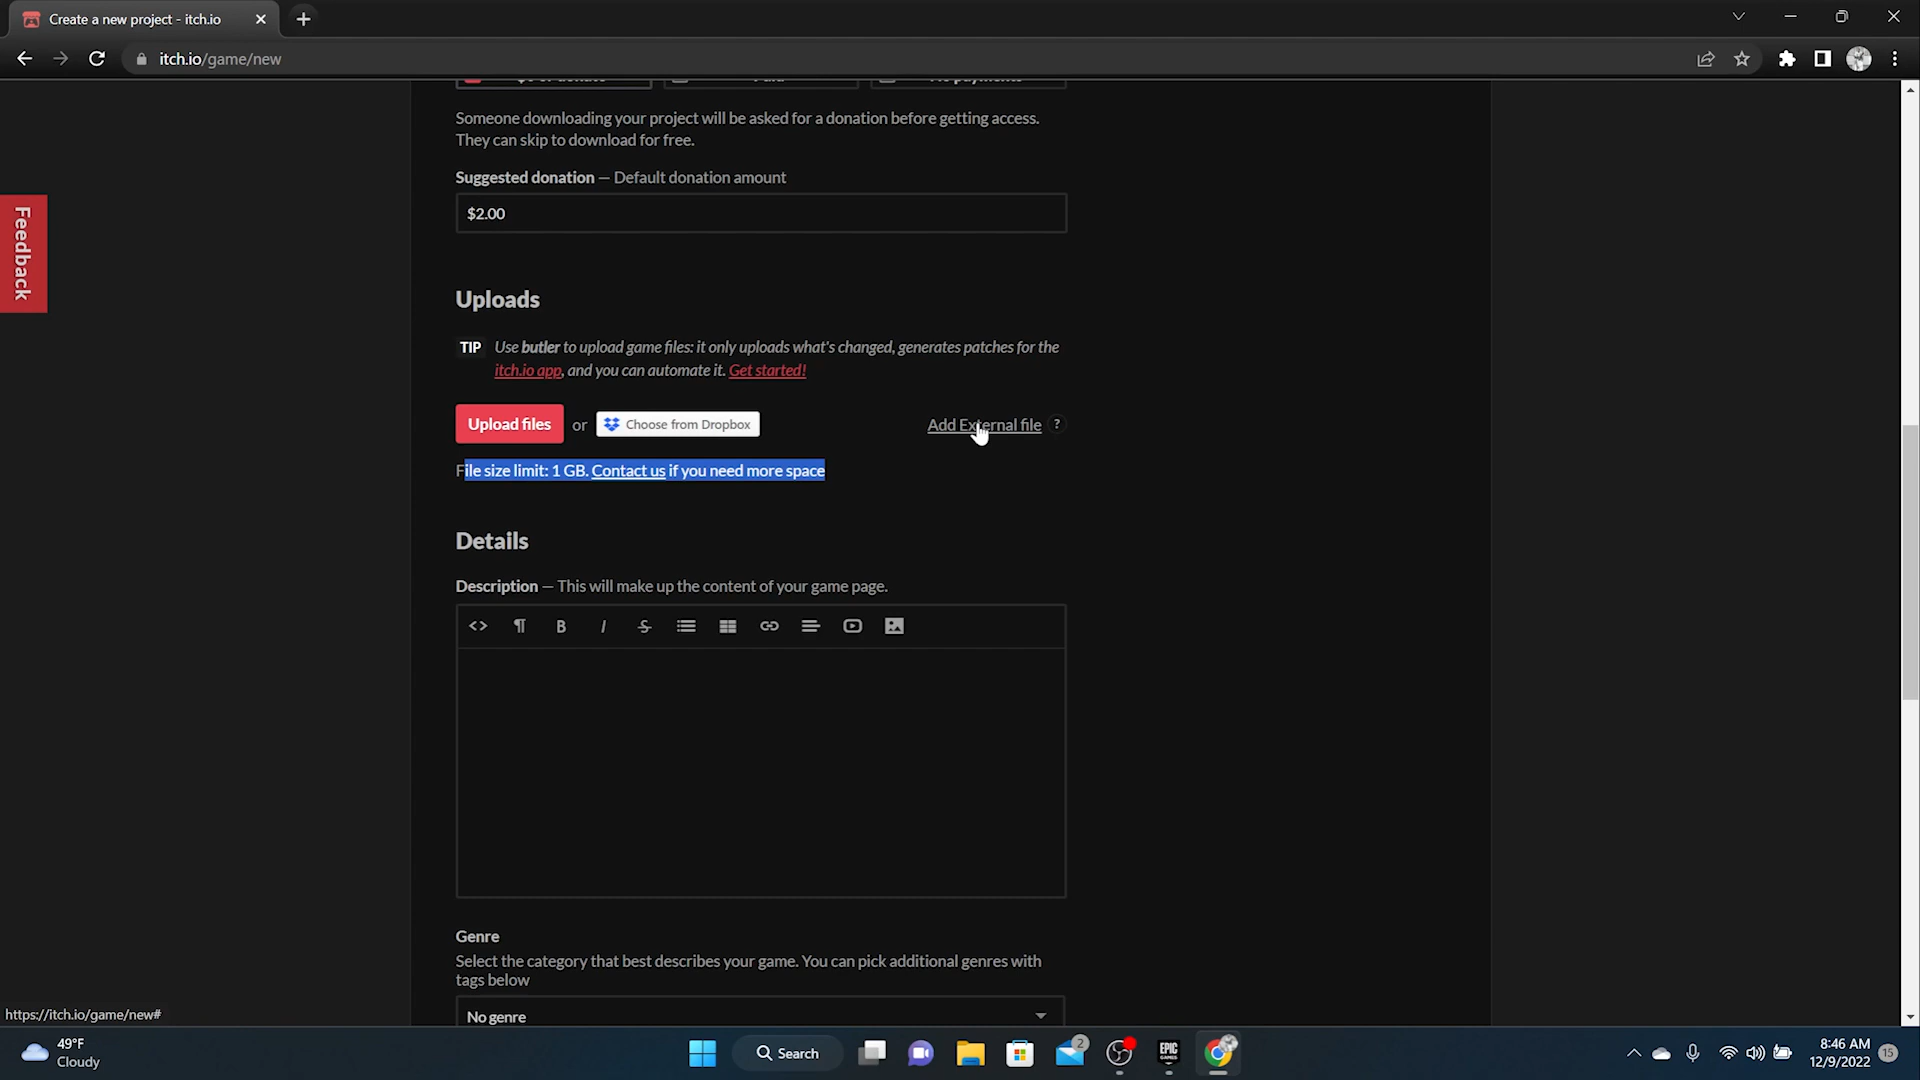 Create a new project - itch.io
itch.io/game/new
Someone downloading your project will be asked for a donation before getting access.
They can skip to download for free.
Suggested donation — Default donation amount
$2.00
Feedback
Uploads
TIP Use butler to upload game files: it only uploads what's changed, generates patches for the
itch.io app, and you can automate it. Get started!
Upload files or Choose from Dropbox Add External file ?
File size limit: 1 GB. Contact us if you need more space
Details
Description — This will make up the content of your game page.
Genre
Select the category that best describes your game. You can pick additional genres with
tags below
No genre
https://itch.io/game/new#
49°F
Cloudy
Search
2
EPIC
GAMES
8:46 AM
12/9/2022
15